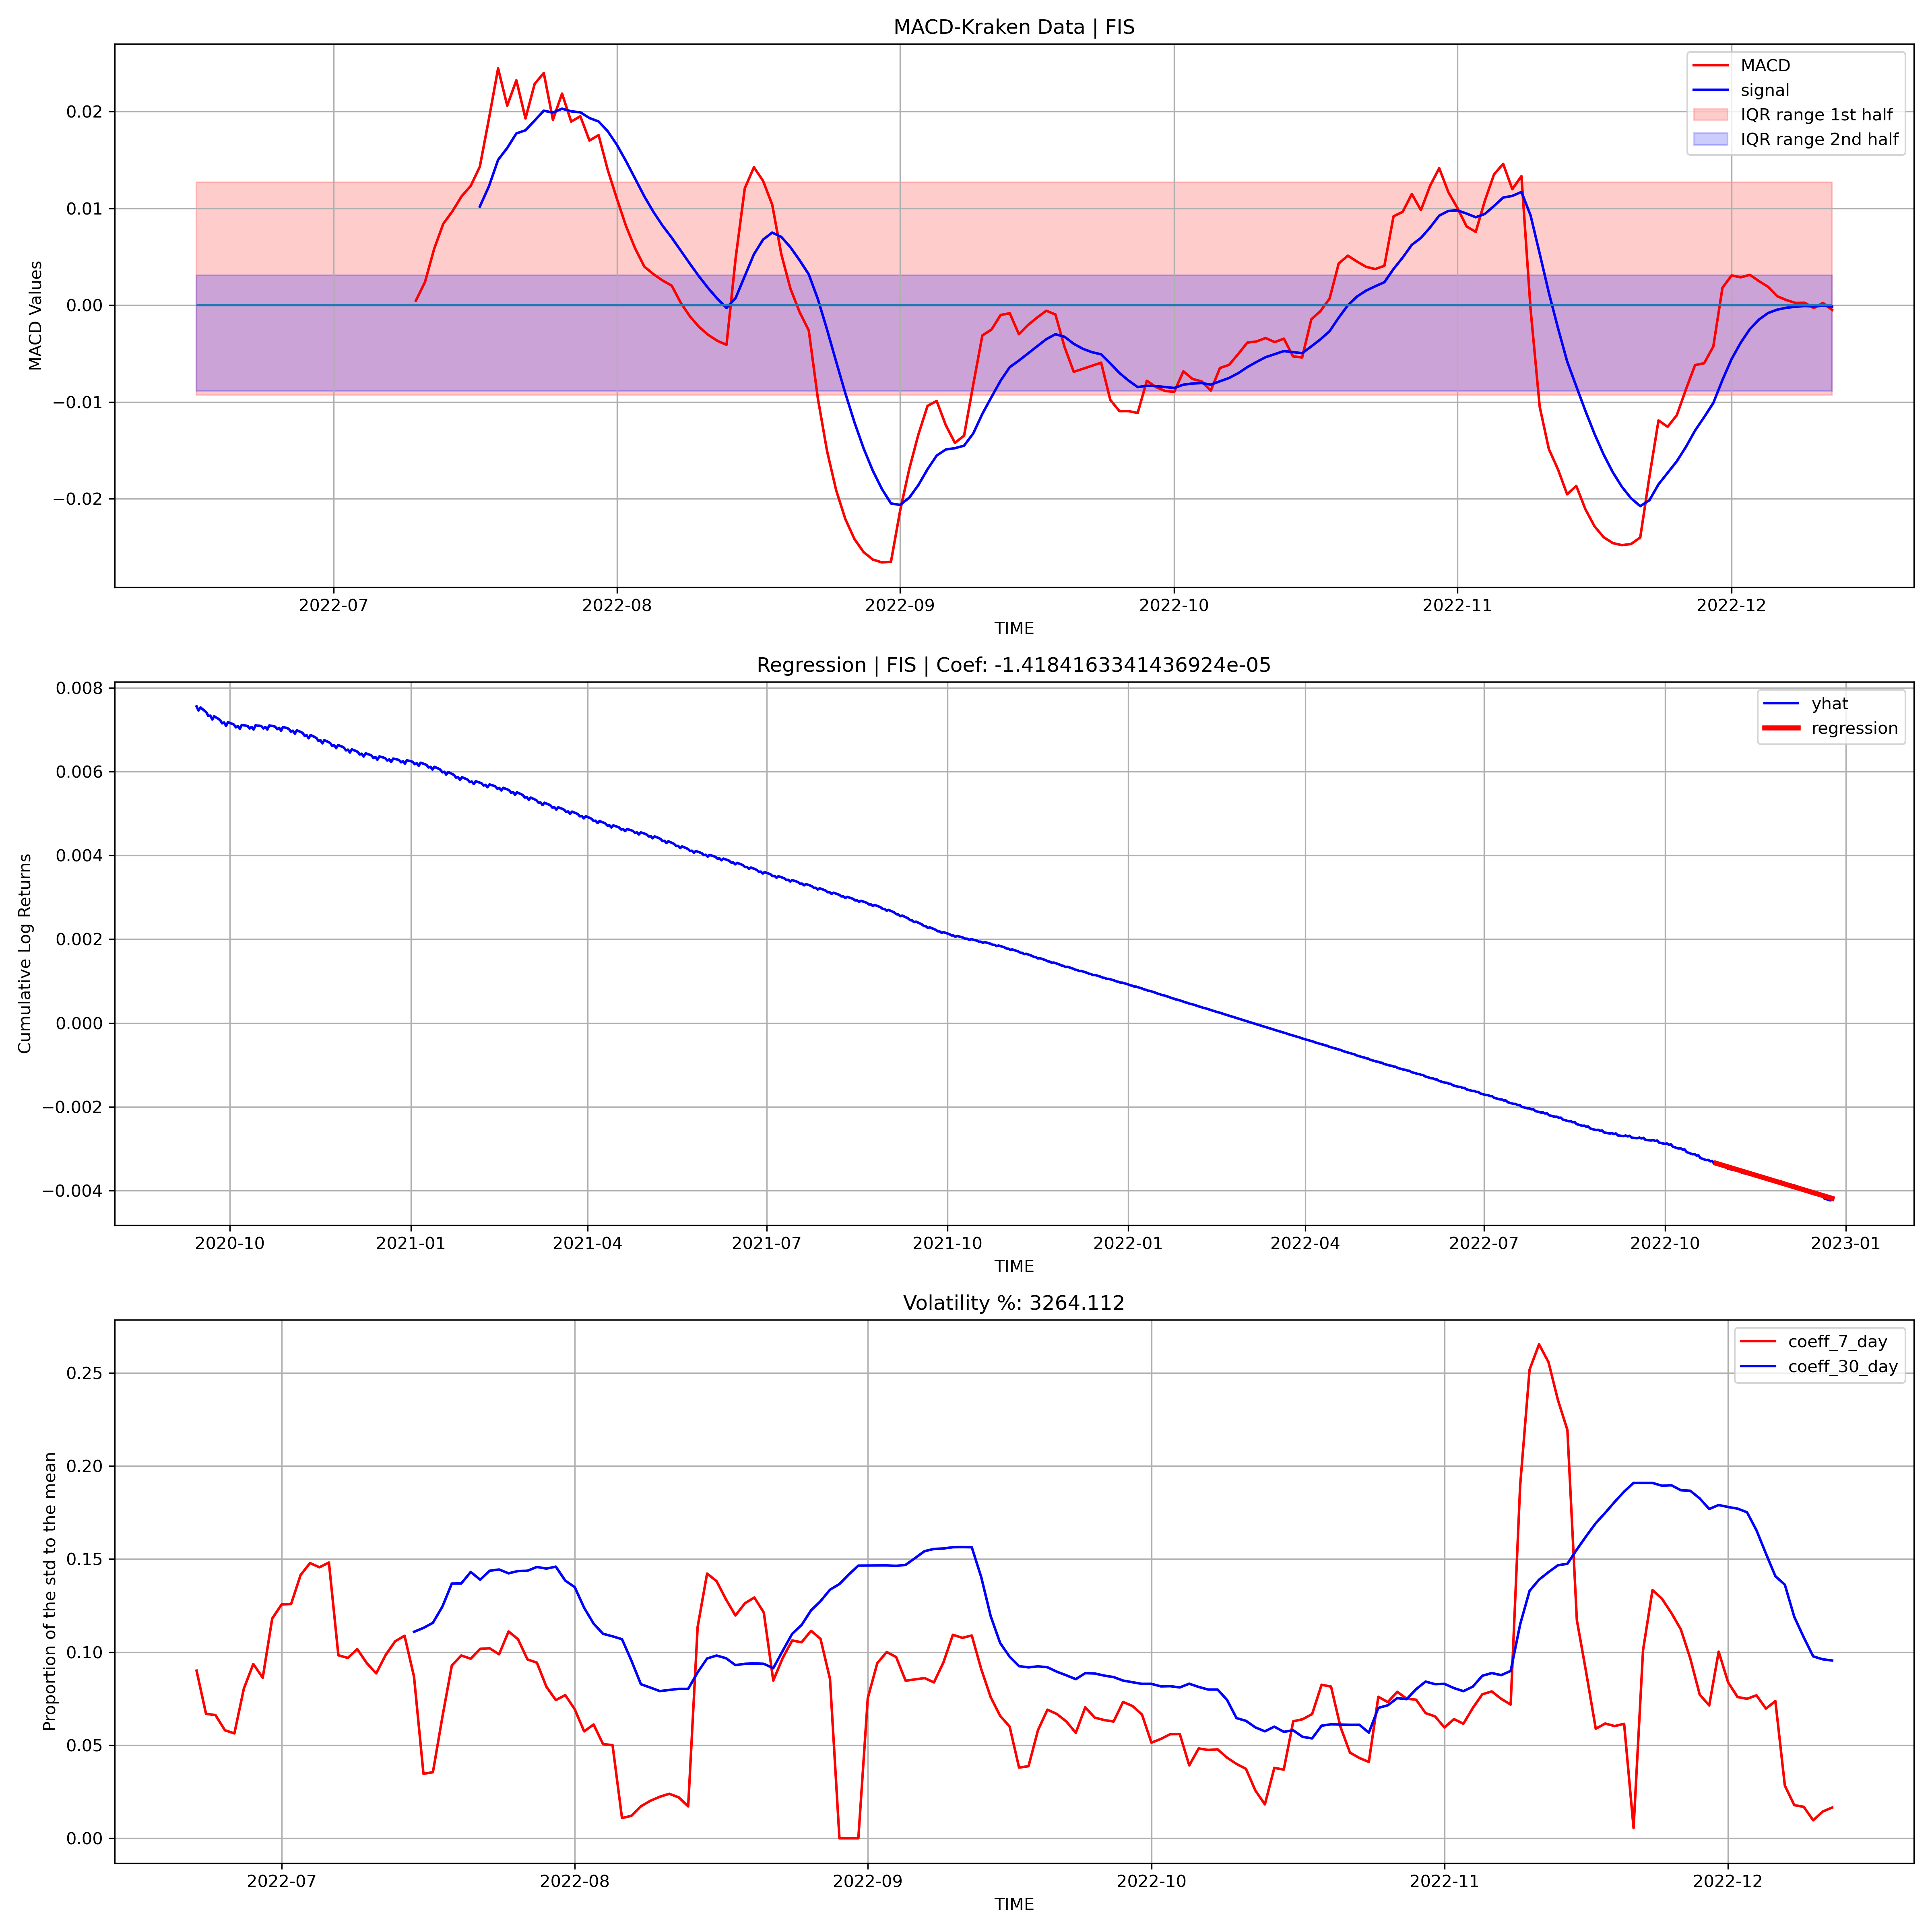 MACD-Kraken Data | FIS
MACD
signal
IQR range 1st half
IQR range 2nd half
MACD Values
0.02
0.01
0.00
−0.01
−0.02
2022-07
2022-08
2022-09
2022-10
2022-11
2022-12
TIME
Regression | FIS | Coef: -1.4184163341436924e-05
yhat
regression
Cumulative Log Returns
0.008
0.006
0.004
0.002
0.000
−0.002
−0.004
2020-10
2021-01
2021-04
2021-07
2021-10
2022-01
2022-04
2022-07
2022-10
2023-01
TIME
Volatility %: 3264.112
coeff_7_day
coeff_30_day
Proportion of the std to the mean
0.25
0.20
0.15
0.10
0.05
0.00
2022-07
2022-08
2022-09
2022-10
2022-11
2022-12
TIME